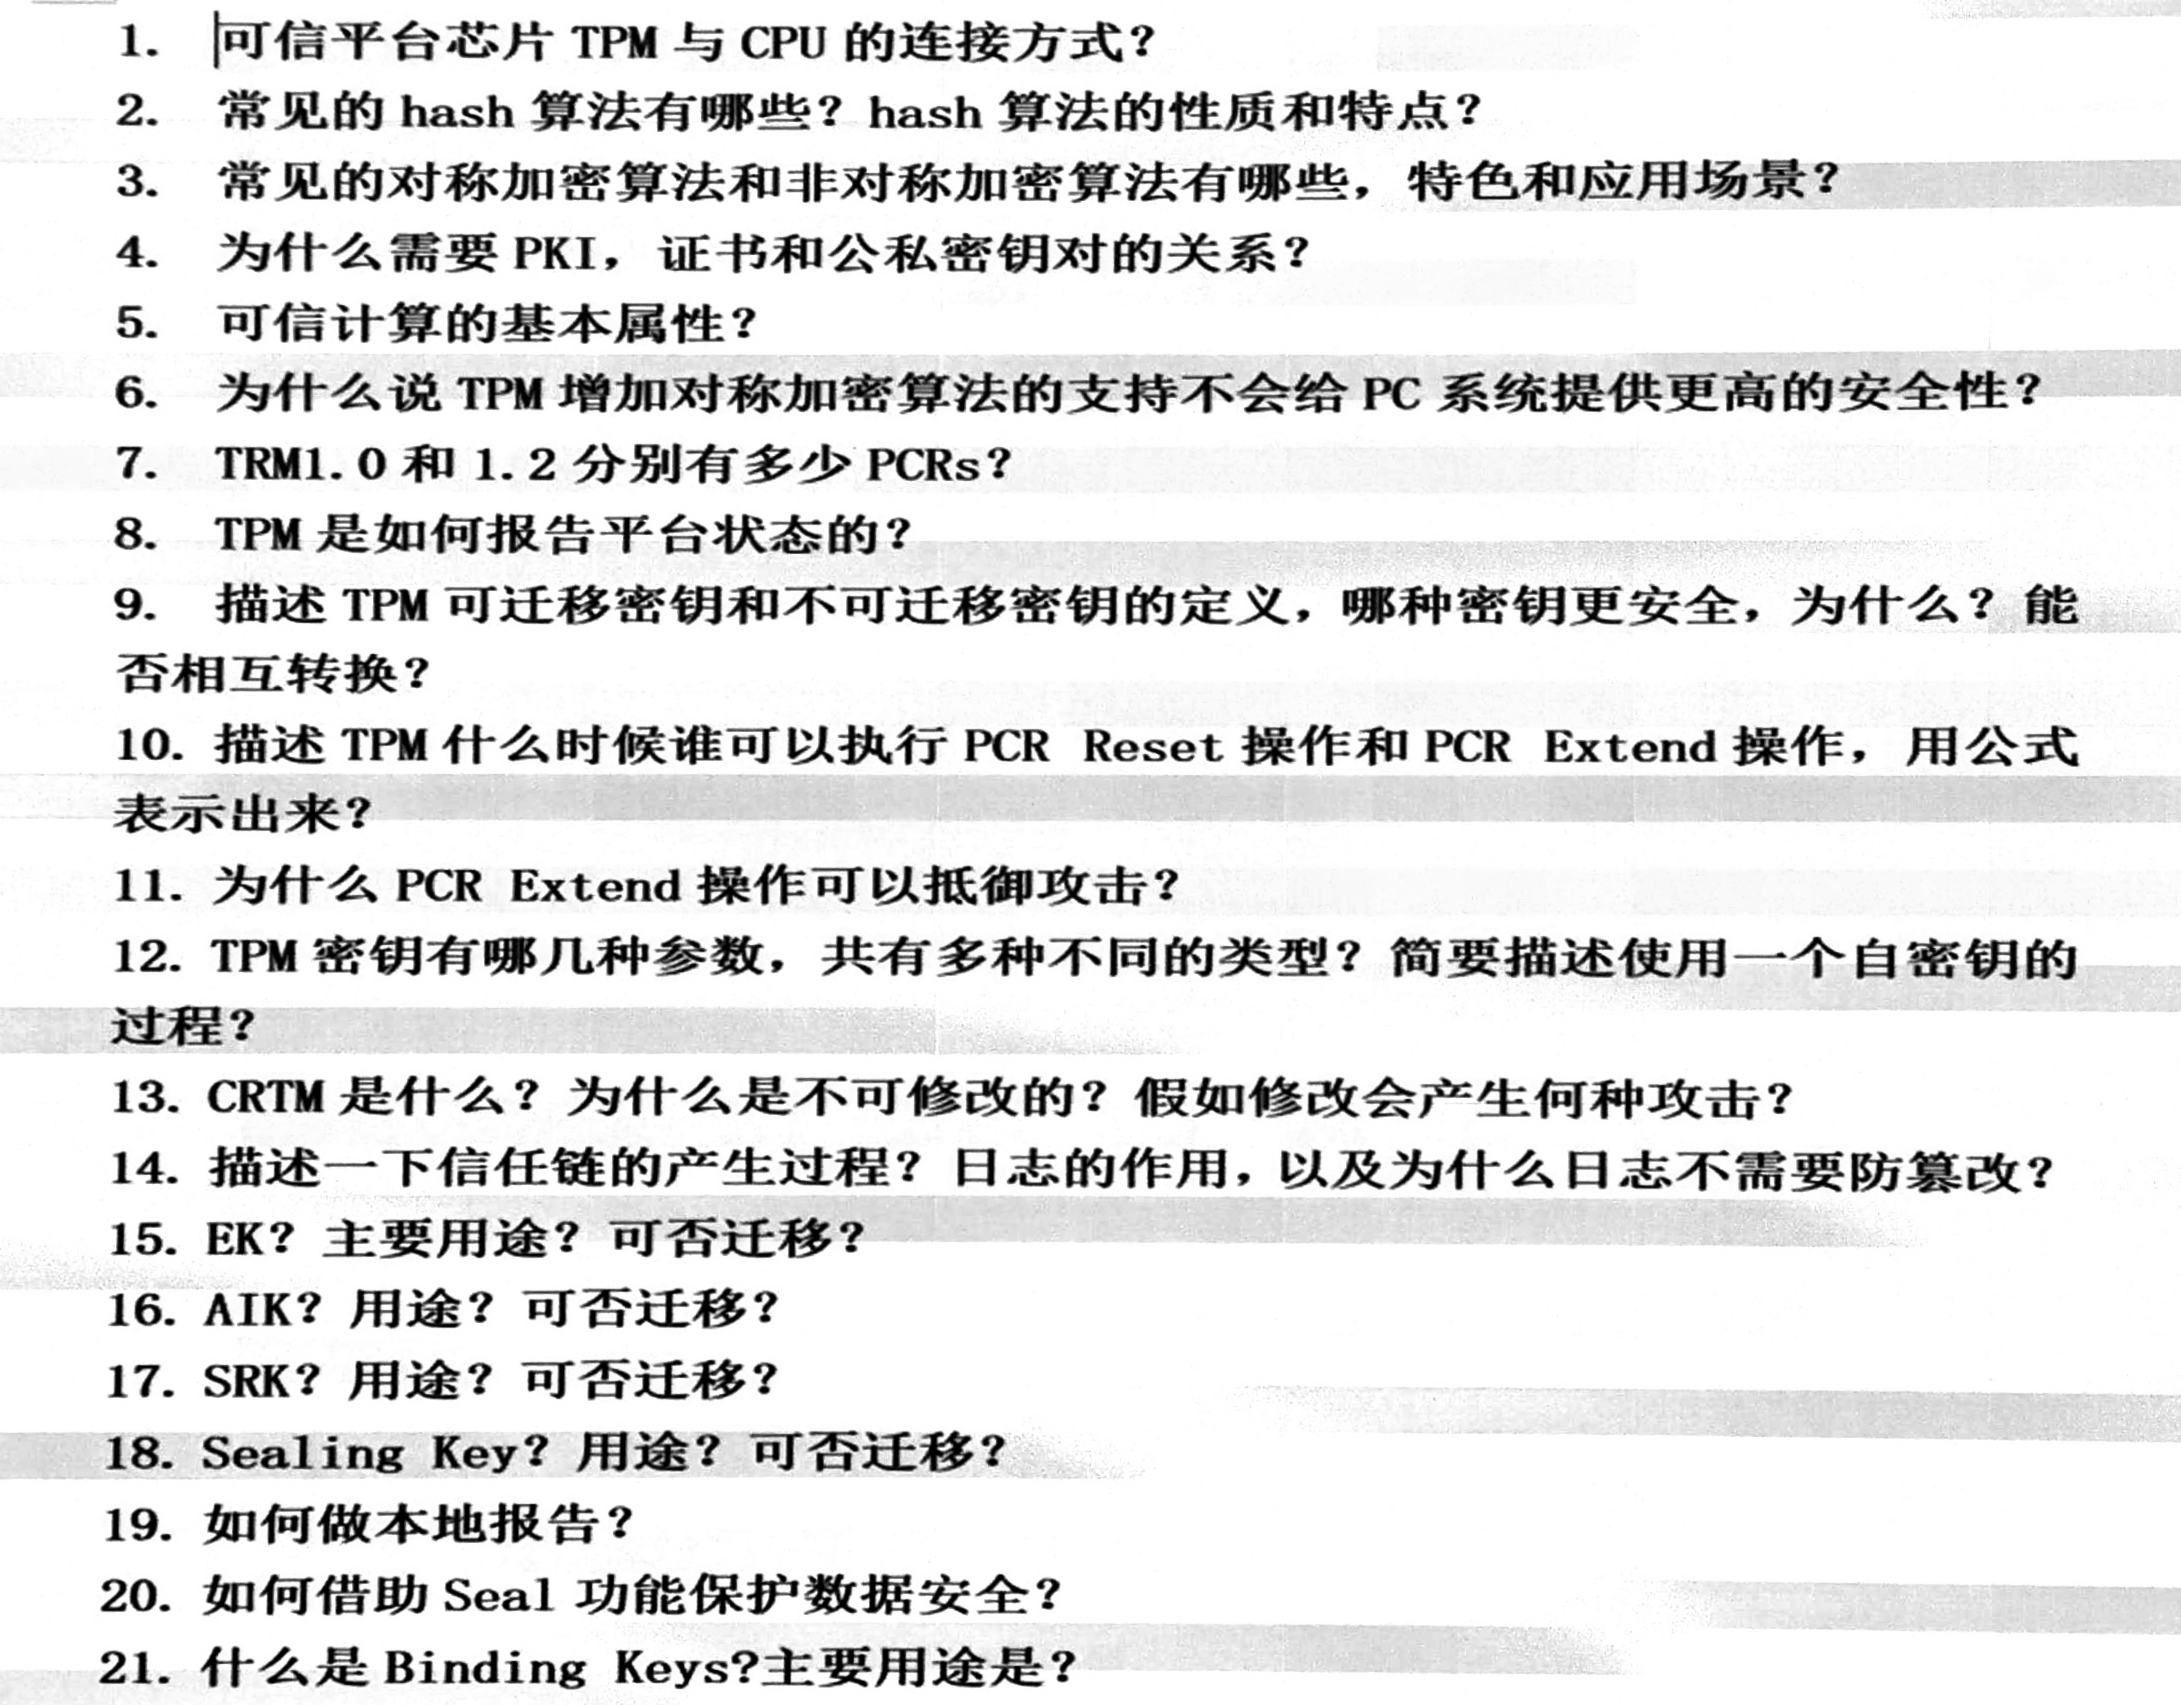 1. 可信平台芯片 TPM 与 CPU 的连接方式？
2. 常见的 hash 算法有哪些？hash 算法的性质和特点？
3. 常见的对称加密算法和非对称加密算法有哪些，特色和应用场景？
4. 为什么需要 PKI，证书和公私密钥对的关系？
5. 可信计算的基本属性？
6. 为什么说 TPM 增加对称加密算法的支持不会给 PC 系统提供更高的安全性？
7. TRM1.0 和 1.2 分别有多少 PCRs？
8. TPM 是如何报告平台状态的？
9. 描述 TPM 可迁移密钥和不可迁移密钥的定义，哪种密钥更安全，为什么？能
否相互转换？
10. 描述 TPM 什么时候谁可以执行 PCR Reset 操作和 PCR Extend 操作，用公式
表示出来？
11. 为什么 PCR Extend 操作可以抵御攻击？
12. TPM 密钥有哪几种参数，共有多种不同的类型？简要描述使用一个自密钥的
过程？
13. CRTM 是什么？为什么是不可修改的？假如修改会产生何种攻击？
14. 描述一下信任链的产生过程？日志的作用，以及为什么日志不需要防篡改？
15. EK？主要用途？可否迁移？
16. AIK？用途？可否迁移？
17. SRK？用途？可否迁移？
18. Sealing Key？用途？可否迁移？
19. 如何做本地报告？
20. 如何借助 Seal 功能保护数据安全？
21. 什么是 Binding Keys?主要用途是？